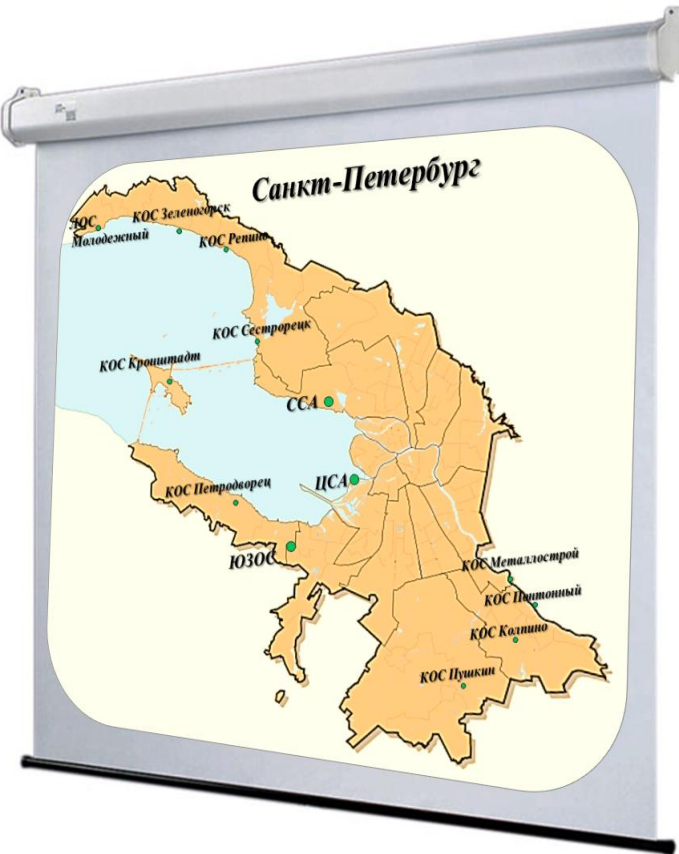 Санкт-Петербург
КОС Зеленогорск
Молодежный
КОС Репино
КОС Сестрорецк
КОС Кронштадт
ССА
ЦСА
КОС Петродворец
ЮЗОС
КОС Металлострой
КОС Понтонный
КОС Колпино
КОС Пушкин